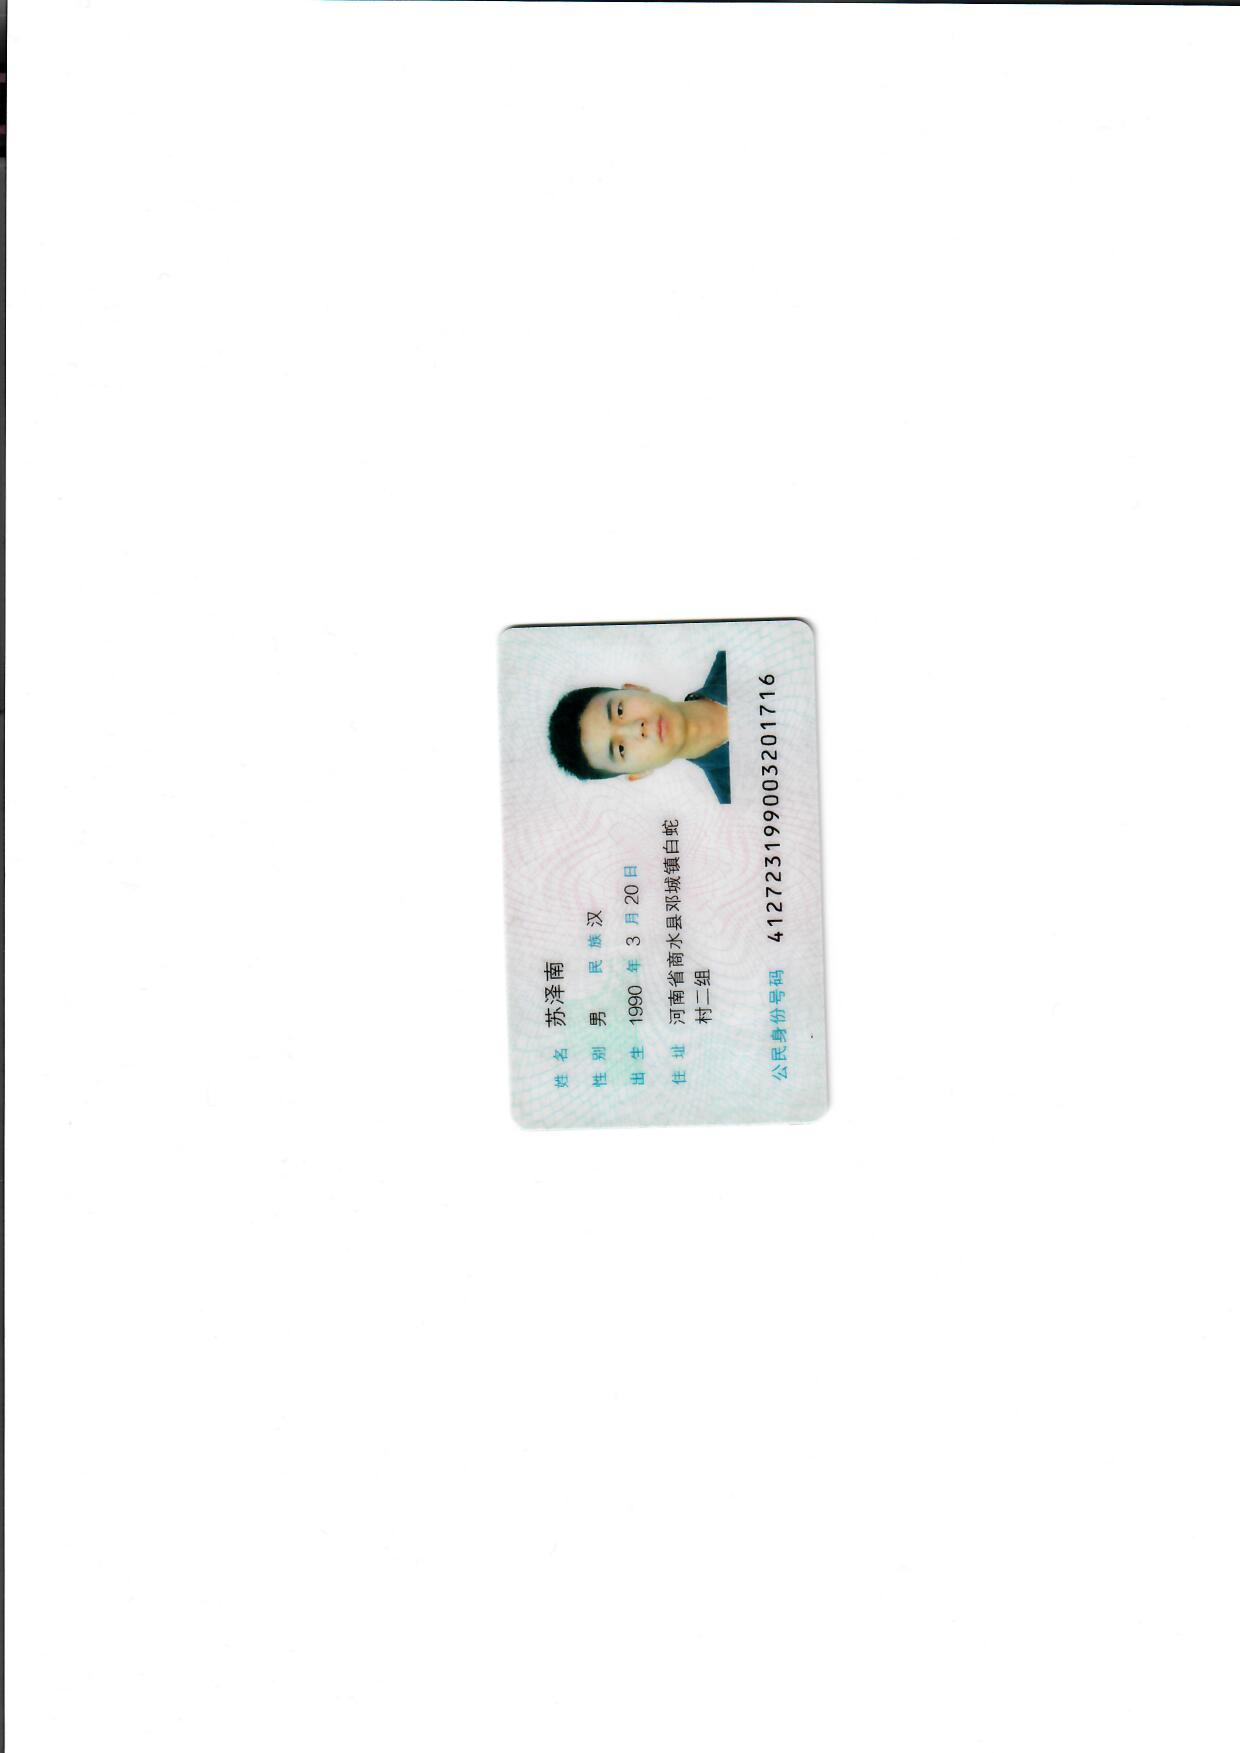 姓名 苏泽南
性别 男 民族 汉
出生 1990 年 3 月 20 日
住址 河南省商水县邓城镇白蛇
村二组
公民身份号码 412723199003201716